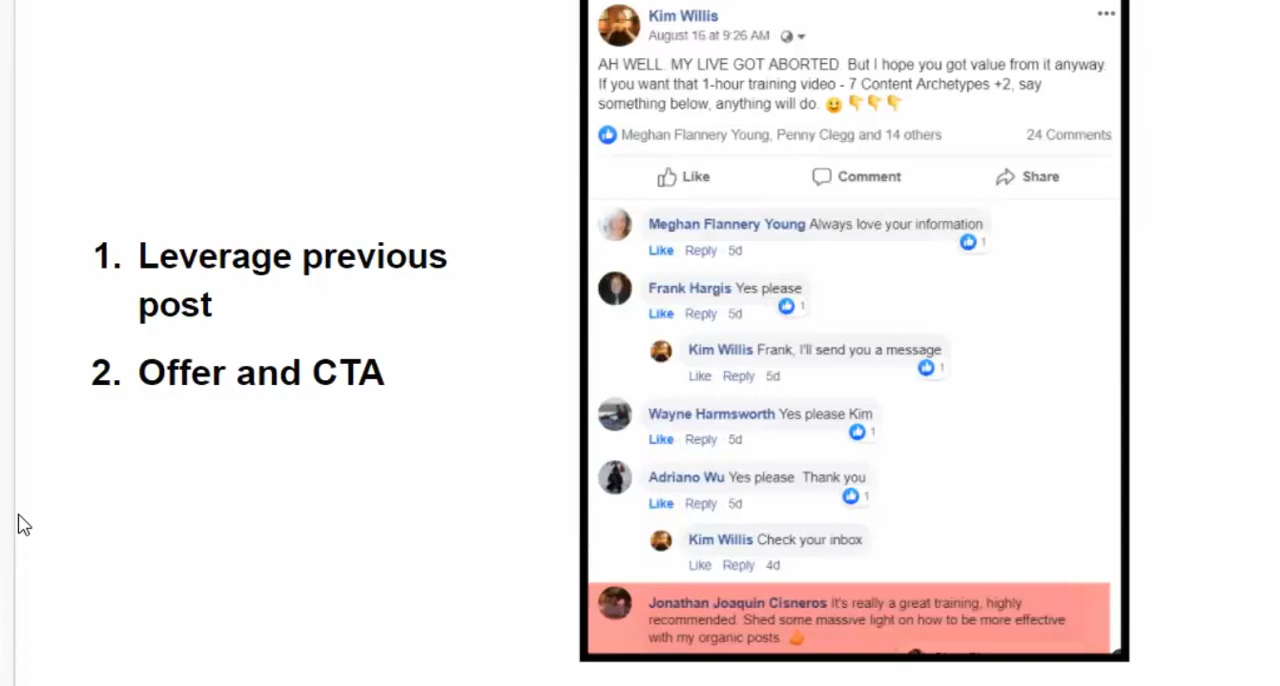 1. Leverage previous
post
2. Offer and CTA
Kim Willis
August 16 at 9:26 AM
AH WELL. MY LIVE GOT ABORTED. But I hope you got value from it anyway.
If you want that 1-hour training video - 7 Content Archetypes +2, say
something below, anything will do. 😃 👇👇👇
Meghan Flannery Young, Penny Clegg and 14 others 24 Comments
Like Comment Share
Meghan Flannery Young Always love your information
1
Like Reply 5d
Frank Hargis Yes please
1
Like Reply 5d
Kim Willis Frank, I'll send you a message
1
Like Reply 5d
Wayne Harmsworth Yes please Kim
1
Like Reply 5d
Adriano Wu Yes please Thank you
1
Like Reply 5d
Kim Willis Check your inbox
Like Reply 4d
Jonathan Joaquin Cisneros It's really a great training, highly
recommended. Shed some massive light on how to be more effective
with my organic posts